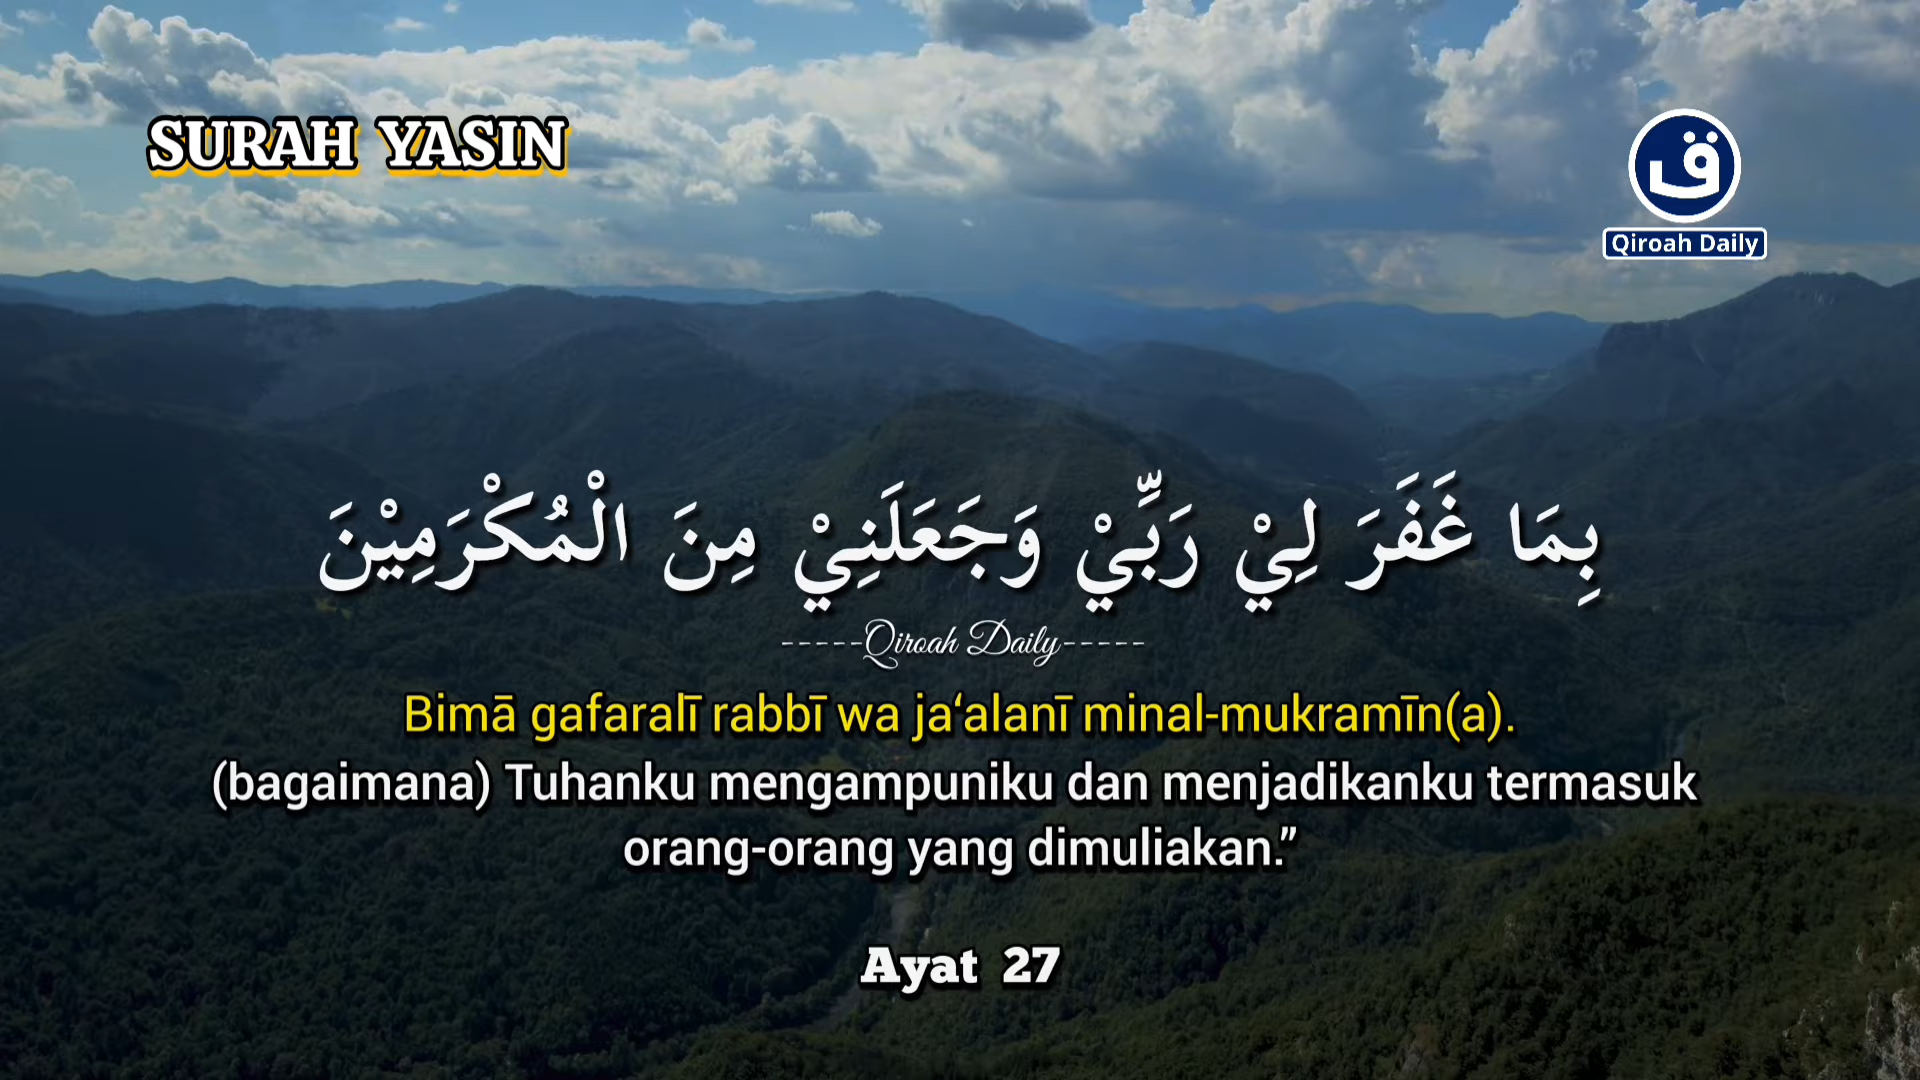 SURAH YASIN
ق
Qiroah Daily
بِمَا غَفَرَ لِيْ رَبِّيْ وَجَعَلَنِيْ مِنَ الْمُكْرَمِيْنَ
-----Qiroah Daily-----
Bimā gafaralī rabbī wa ja‘alanī minal-mukramīn(a).
(bagaimana) Tuhanku mengampuniku dan menjadikanku termasuk
orang-orang yang dimuliakan.”
Ayat 27